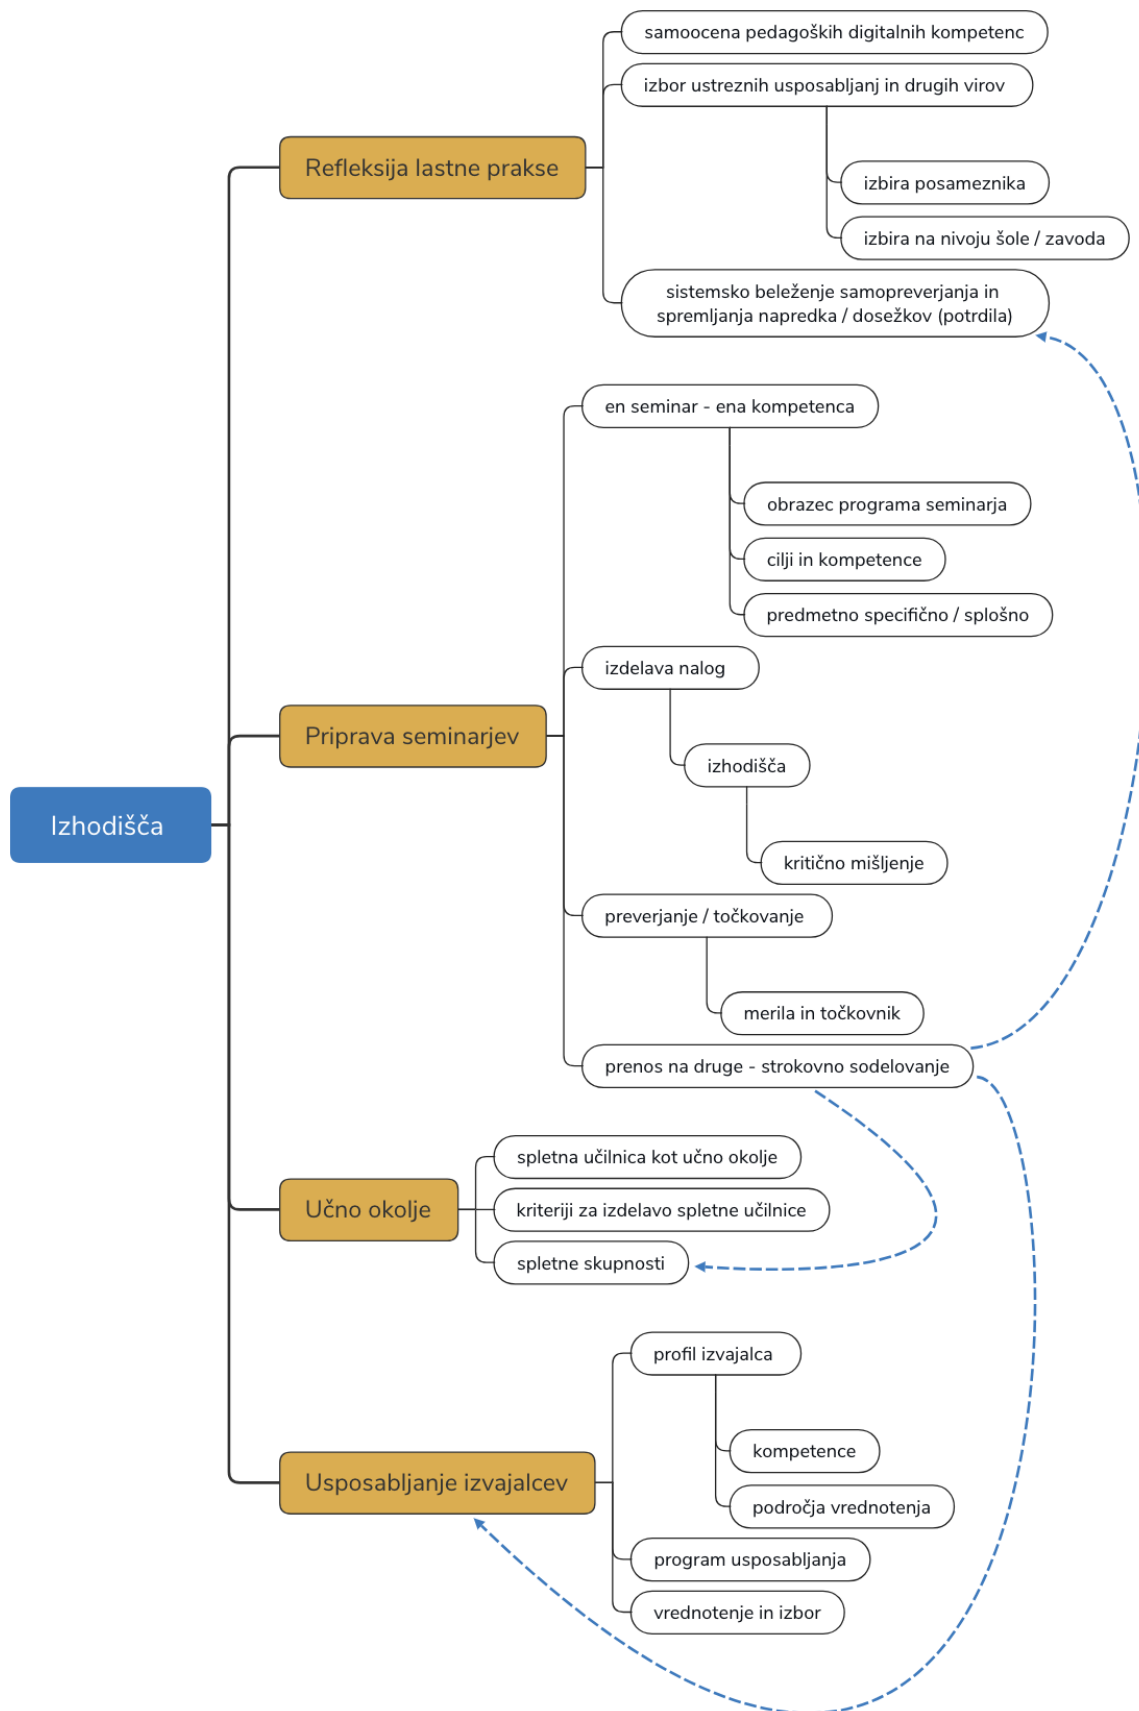 samoocena pedagoških digitalnih kompetenc
izbor ustreznih usposabljanj in drugih virov
Refleksija lastne prakse
izbira posameznika
izbira na nivoju šole / zavoda
sistemsko beleženje samopreverjanja in
spremljanja napredka / dosežkov (potrdila)
en seminar - ena kompetenca
obrazec programa seminarja
cilji in kompetence
predmetno specifično / splošno
izdelava nalog
Priprava seminarjev
izhodišča
Izhodišča
kritično mišljenje
preverjanje / točkovanje
merila in točkovnik
prenos na druge - strokovno sodelovanje
spletna učilnica kot učno okolje
Učno okolje
kriteriji za izdelavo spletne učilnice
spletne skupnosti
profil izvajalca
kompetence
Usposabljanje izvajalcev
področja vrednotenja
program usposabljanja
vrednotenje in izbor